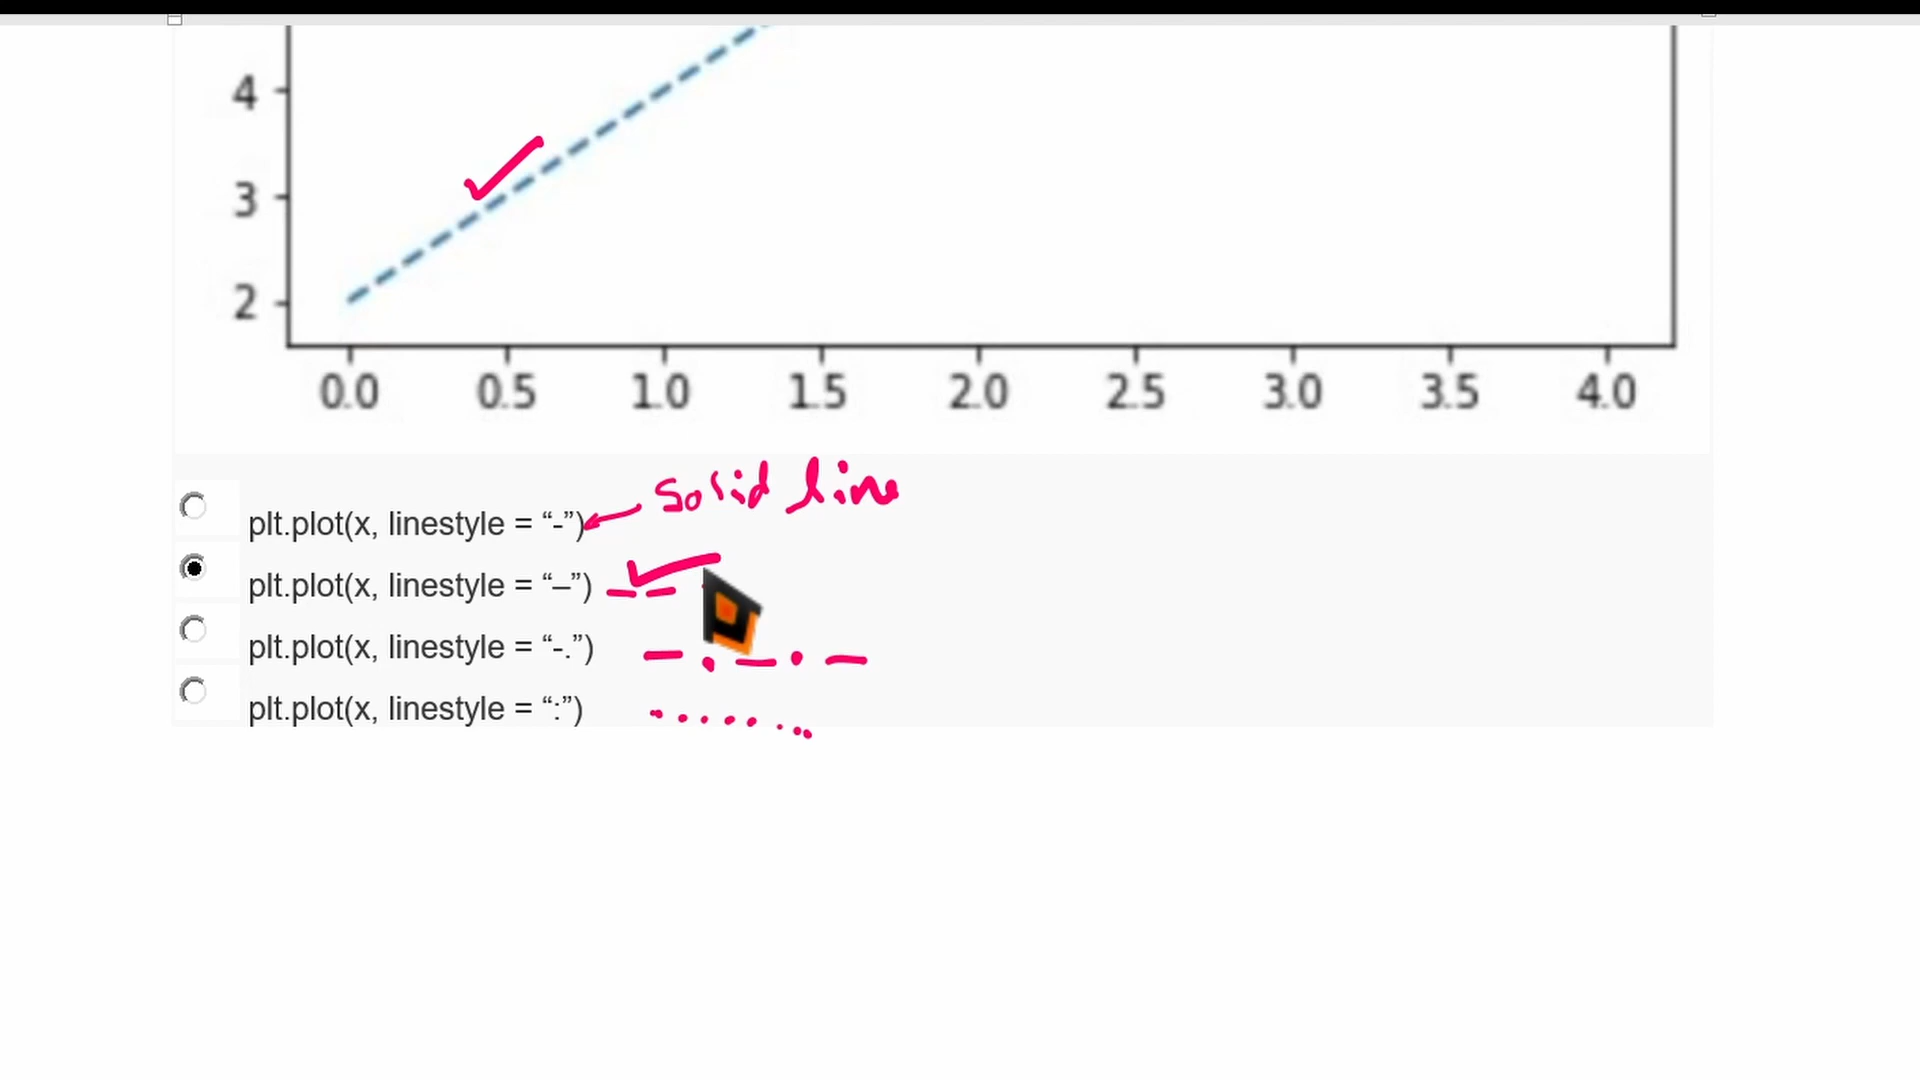 4
3
2
0.0 0.5 1.0 1.5 2.0 2.5 3.0 3.5 4.0
Solid line
plt.plot(x, linestyle = “-”)
plt.plot(x, linestyle = “–”)
plt.plot(x, linestyle = “-.”)
plt.plot(x, linestyle = “:”)